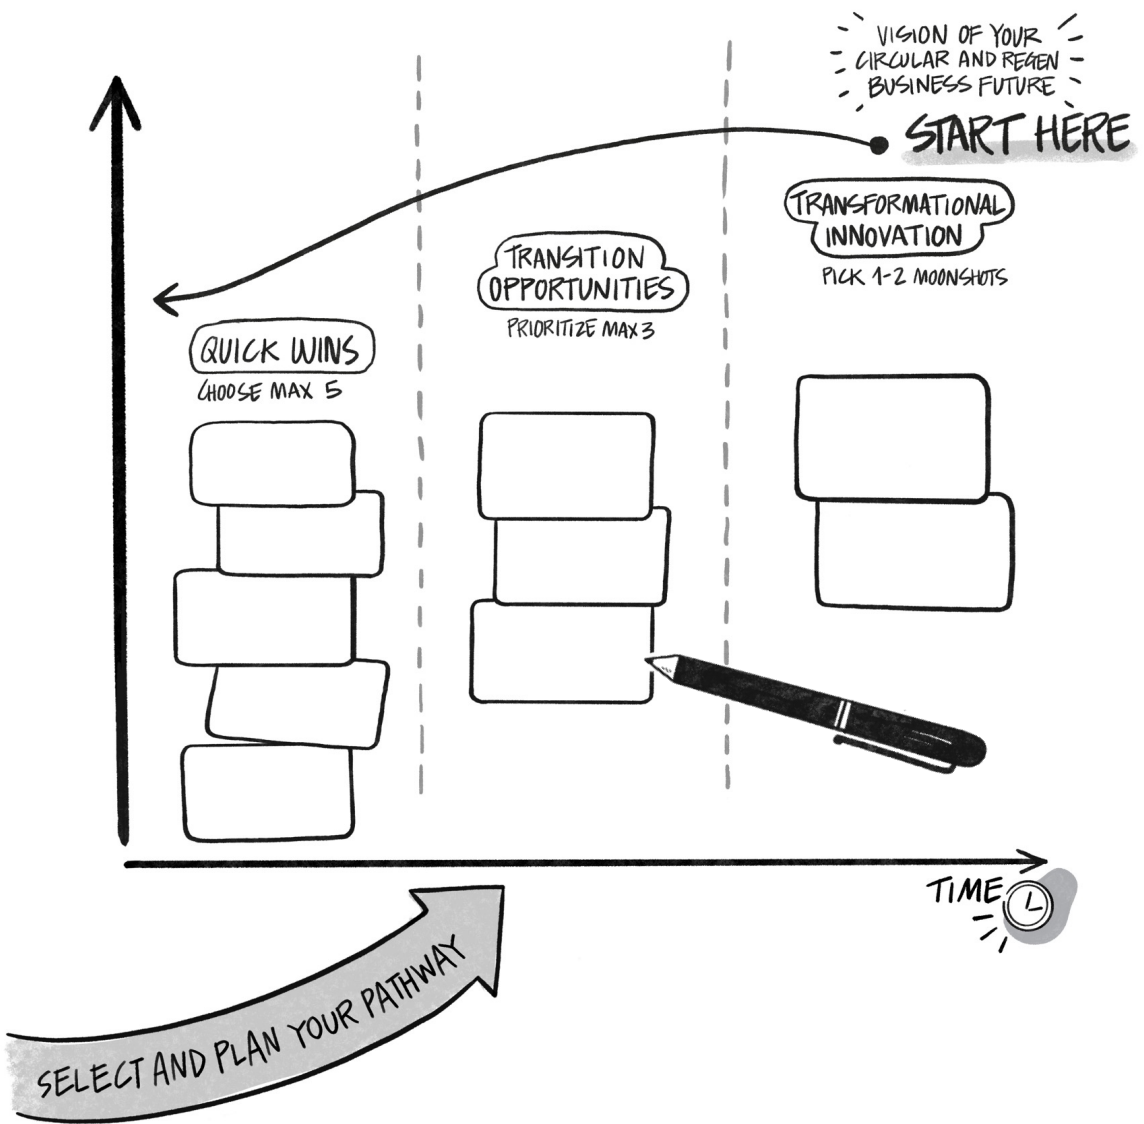 VISION OF YOUR
CIRCULAR AND REGEN
BUSINESS FUTURE
START HERE
TRANSFORMATIONAL
INNOVATION
PICK 1-2 MOONSHOTS
TRANSITION
OPPORTUNITIES
PRIORITIZE MAX 3
QUICK WINS
CHOOSE MAX 5
TIME
SELECT AND PLAN YOUR PATHWAY